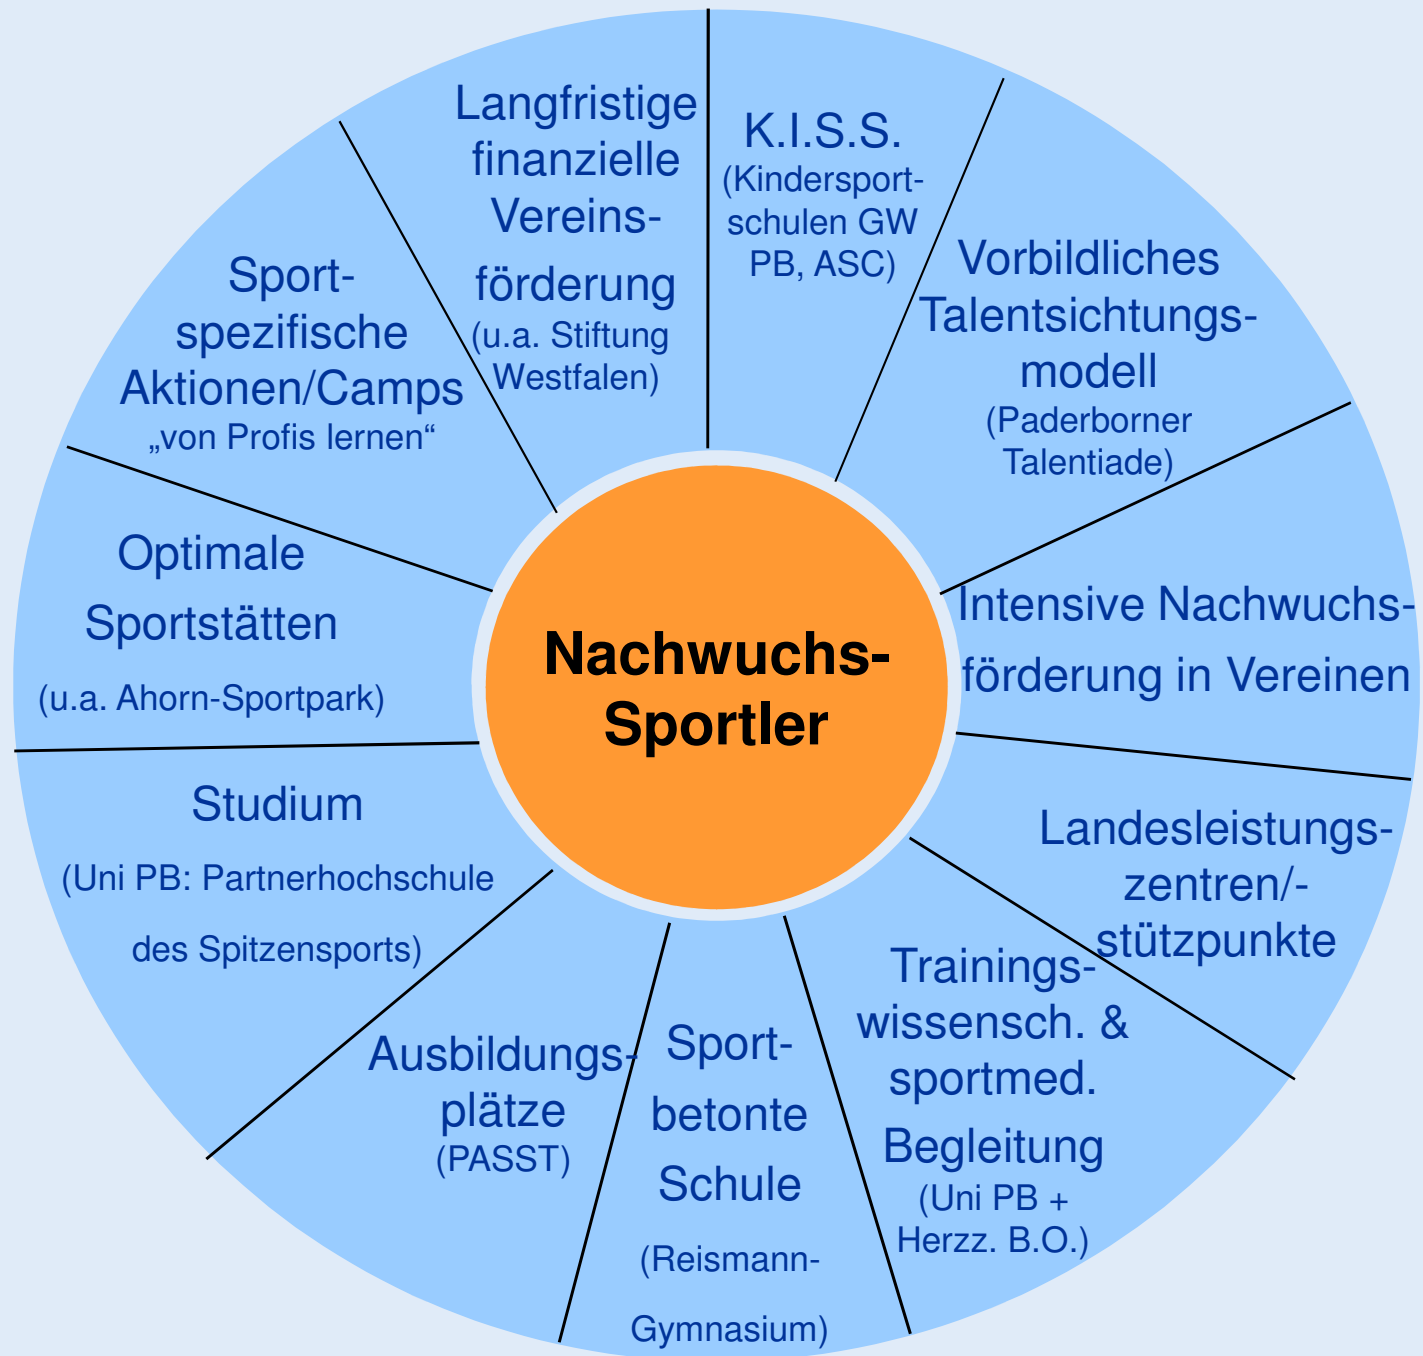 Langfristige
finanzielle
Vereins-
förderung
(u.a. Stiftung
Westfalen)
K.I.S.S.
(Kindersport-
schulen GW
PB, ASC)
Vorbildliches
Talentsichtungs-
modell
(Paderborner
Talentiade)
Intensive Nachwuchs-
förderung in Vereinen
Landesleistungs-
zentren/-
stützpunkte
Trainings-
wissensch. &
sportmed.
Begleitung
(Uni PB +
Herzz. B.O.)
Sport-
betonte
Schule
(Reismann-
Gymnasium)
Ausbildungs-
plätze
(PASST)
Studium
(Uni PB: Partnerhochschule
des Spitzensports)
Optimale
Sportstätten
(u.a. Ahorn-Sportpark)
Sport-
spezifische
Aktionen/Camps
„von Profis lernen“
Nachwuchs-
Sportler